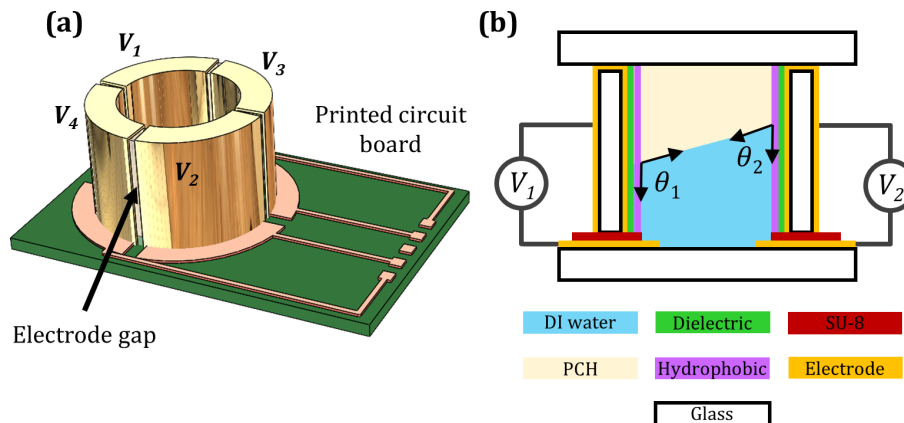 (a)
V1
V3
V4
V2
Printed circuit
board
Electrode gap
(b)
V1
θ1
θ2
V2
DI water
Dielectric
SU-8
PCH
Hydrophobic
Electrode
Glass